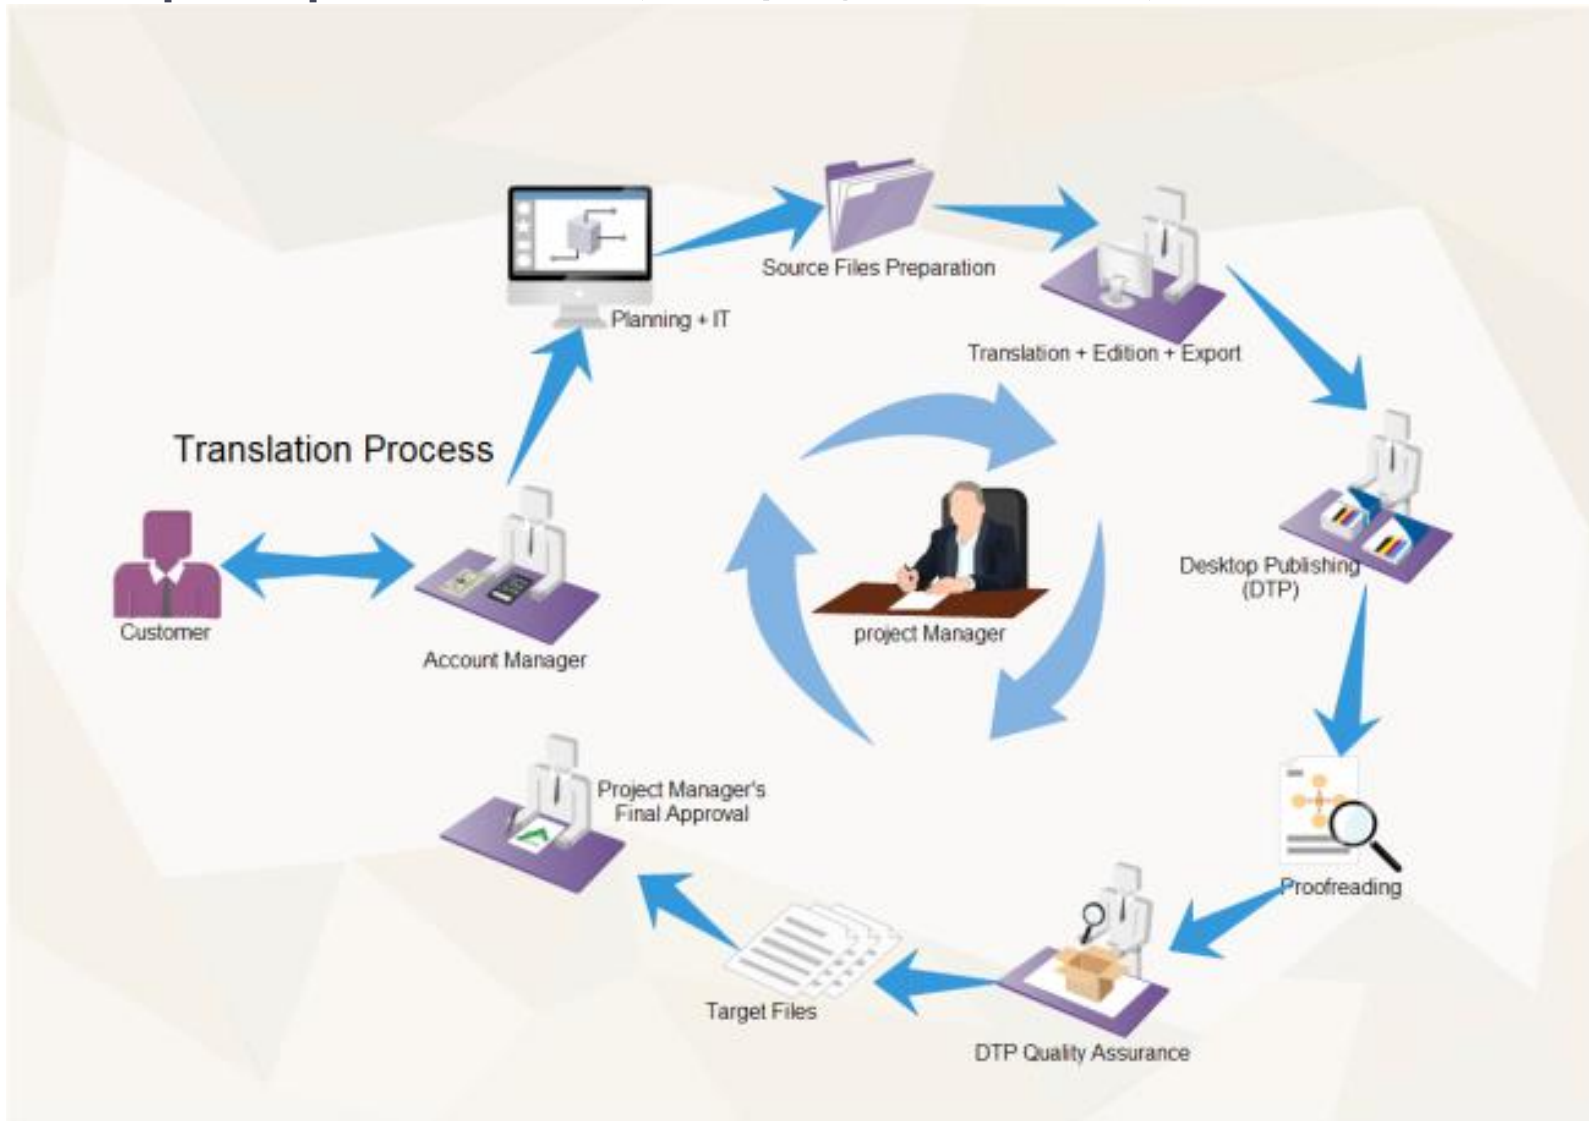 Source Files Preparation
Planning + IT
Translation + Edition + Export
Translation Process
Desktop Publishing
(DTP)
Customer
project Manager
Account Manager
Project Manager's
Final Approval
Proofreading
Target Files
DTP Quality Assurance